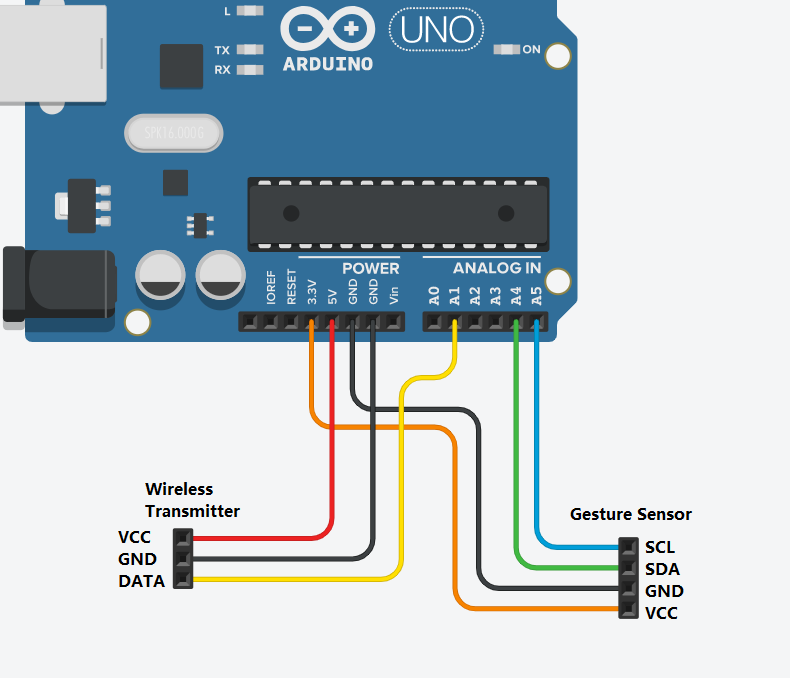 L
TX
RX
ARDUINO
UNO
ON
SPK16.000G
POWER
ANALOG IN
IOREF
RESET
3.3V
5V
GND
GND
Vin
A0
A1
A2
A3
A4
A5
Wireless
Transmitter
VCC
GND
DATA
Gesture Sensor
SCL
SDA
GND
VCC